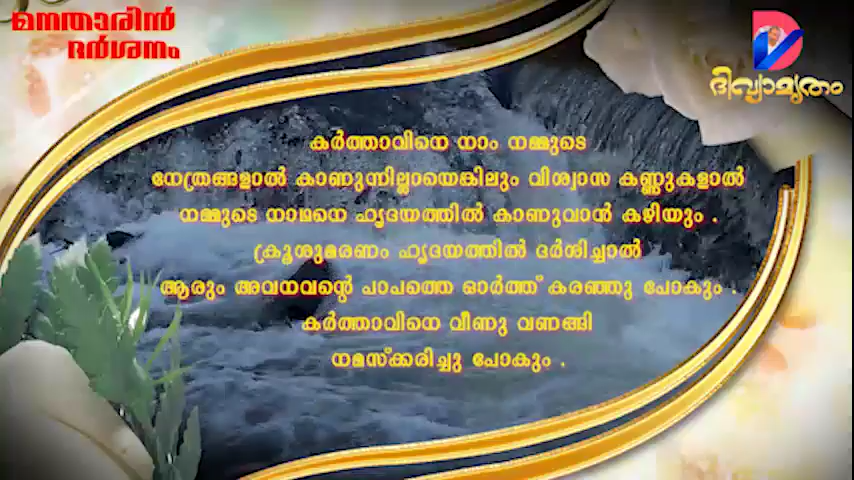 മനതാരിൻ
ദർശനം
ദിവ്യാമൃതം
കർത്താവിനെ നാം നമ്മുടെ
നേത്രങ്ങളാൽ കാണുന്നില്ലായെങ്കിലും വിശ്വാസ കണ്ണുകളാൽ
നമ്മുടെ നാഥനെ ഹൃദയത്തിൽ കാണുവാൻ കഴിയും .
ക്രൂശുമരണം ഹൃദയത്തിൽ ദർശിച്ചാൽ
ആരും അവനവന്റെ പാപത്തെ ഓർത്ത് കരഞ്ഞു പോകും .
കർത്താവിനെ വീണു വണങ്ങി
നമസ്ക്കരിച്ചു പോകും .